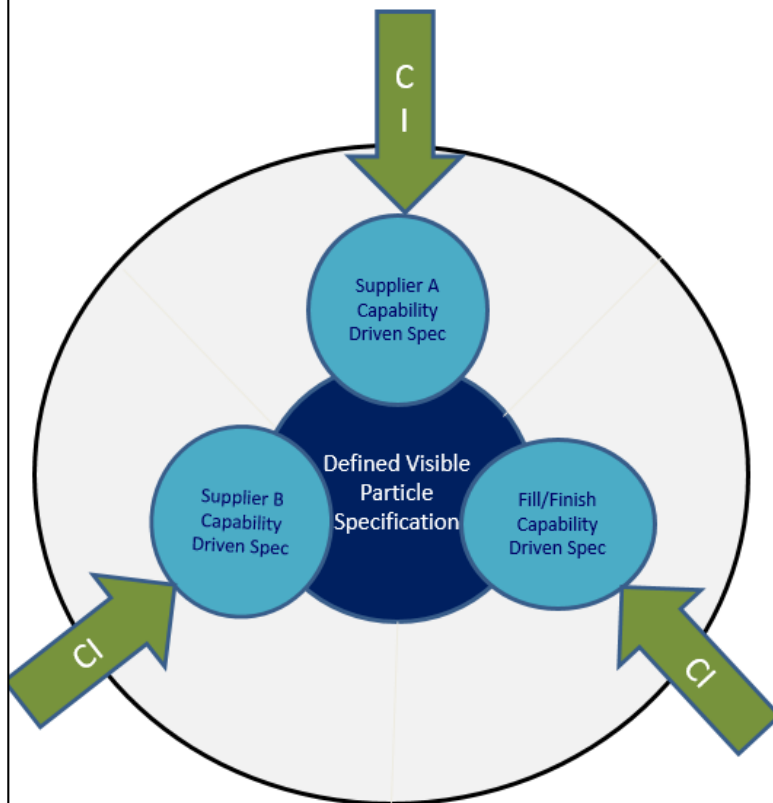 C
I
Supplier A
Capability
Driven Spec
Defined Visible
Particle
Specification
Supplier B
Capability
Driven Spec
Fill/Finish
Capability
Driven Spec
CI
CI